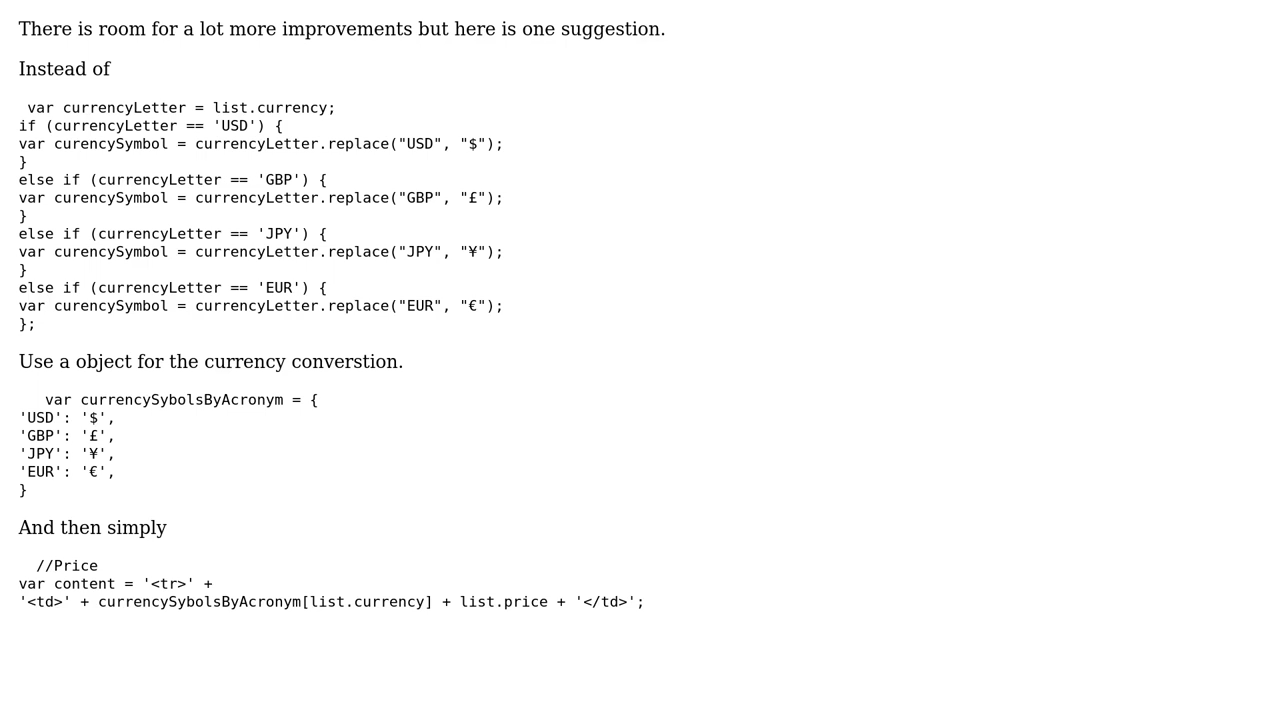 There is room for a lot more improvements but here is one suggestion.
Instead of
var currencyLetter = list.currency;
if (currencyLetter == 'USD') {
var curencySymbol = currencyLetter.replace("USD", "$");
}
else if (currencyLetter == 'GBP') {
var curencySymbol = currencyLetter.replace("GBP", "£");
}
else if (currencyLetter == 'JPY') {
var curencySymbol = currencyLetter.replace("JPY", "¥");
}
else if (currencyLetter == 'EUR') {
var curencySymbol = currencyLetter.replace("EUR", "€");
};
Use a object for the currency converstion.
var currencySybolsByAcronym = {
'USD': '$',
'GBP': '£',
'JPY': '¥',
'EUR': '€',
}
And then simply
//Price
var content = '<tr>' +
'<td>' + currencySybolsByAcronym[list.currency] + list.price + '</td>';